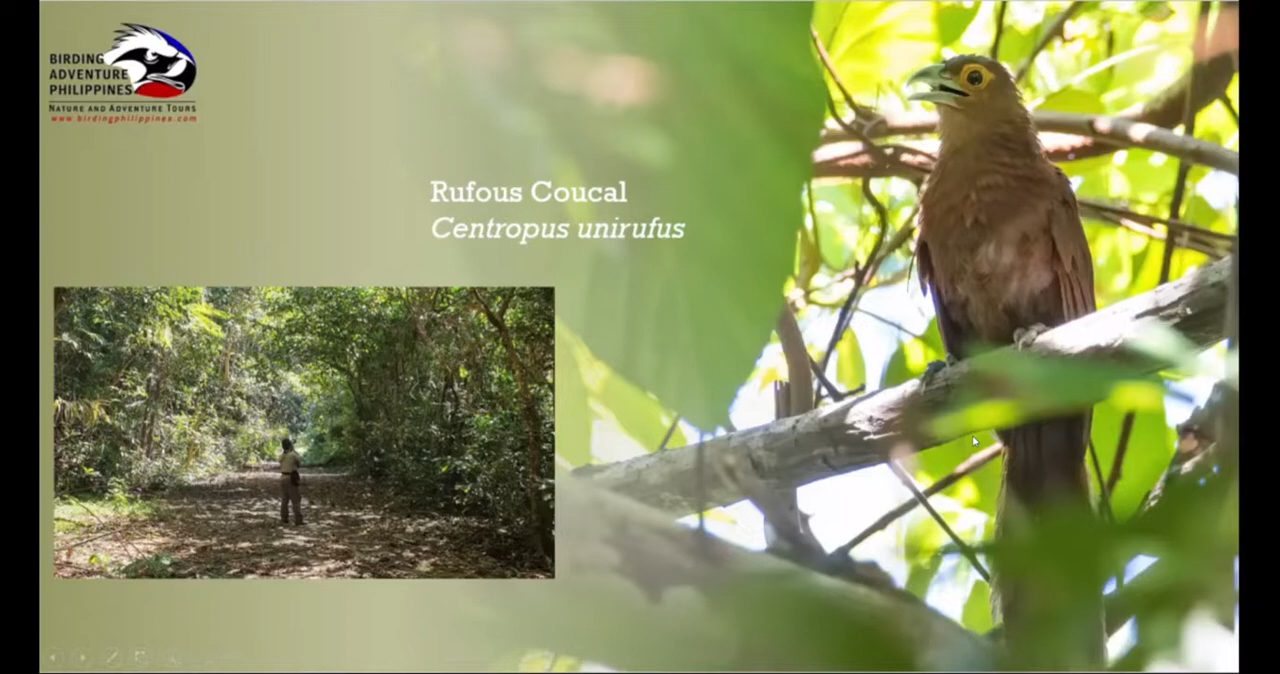 BIRDING
ADVENTURE
PHILIPPINES
NATURE AND ADVENTURE TOURS
www.birdingphilippines.com
Rufous Coucal
Centropus unirufus